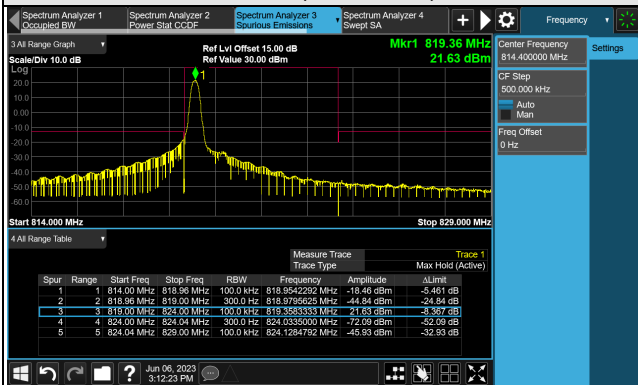 Spectrum Analyzer 1
Occupied BW
Spectrum Analyzer 2
Power Stat CCDF
Spectrum Analyzer 3
Spurious Emissions
Spectrum Analyzer 4
Swept SA
Frequency
3 All Range Graph
Scale/Div 10.0 dB
Ref Lvl Offset 15.00 dB
Ref Value 30.00 dBm
Mkr1 819.36 MHz
21.63 dBm
Log
20.0
10.0
0.00
-10.0
-20.0
-30.0
-40.0
-50.0
-60.0
1
Start 814.000 MHz
Stop 829.000 MHz
Center Frequency
814.400000 MHz
Settings
CF Step
500.000 kHz
Auto
Man
Freq Offset
0 Hz
4 All Range Table
Measure Trace Trace 1
Trace Type Max Hold (Active)
Spur Range Start Freq Stop Freq RBW Frequency Amplitude ΔLimit
1 1 814.00 MHz 818.96 MHz 100.0 kHz 818.9542292 MHz -18.46 dBm -5.461 dB
2 2 818.96 MHz 819.00 MHz 300.0 Hz 818.9795625 MHz -44.84 dBm -24.84 dB
3 3 819.00 MHz 824.00 MHz 100.0 kHz 819.3583333 MHz 21.63 dBm -8.367 dB
4 4 824.00 MHz 824.04 MHz 300.0 Hz 824.0335000 MHz -72.09 dBm -52.09 dB
5 5 824.04 MHz 829.00 MHz 100.0 kHz 824.1284792 MHz -45.93 dBm -32.93 dB
Jun 06, 2023
3:12:23 PM